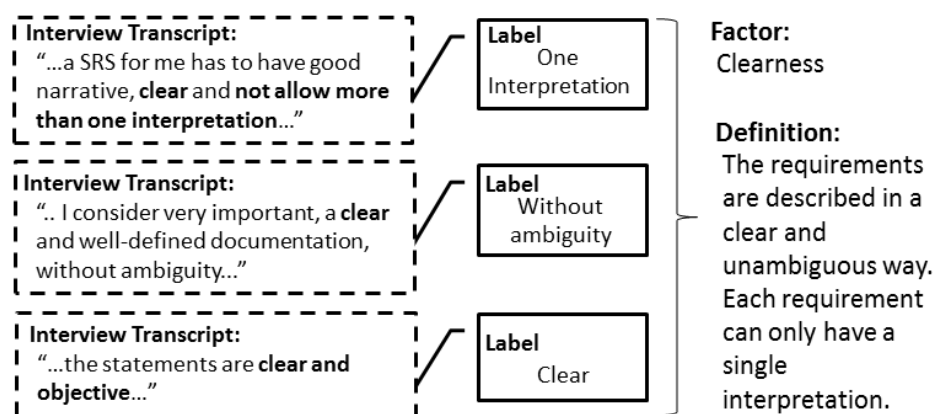 Interview Transcript:
“...a SRS for me has to have good
narrative, clear and not allow more
than one interpretation...”
Label
One
Interpretation
Interview Transcript:
“.. I consider very important, a clear
and well-defined documentation,
without ambiguity...”
Label
Without
ambiguity
Interview Transcript:
“...the statements are clear and
objective...”
Label
Clear
Factor:
Clearness
Definition:
The requirements
are described in a
clear and
unambiguous way.
Each requirement
can only have a
single
interpretation.